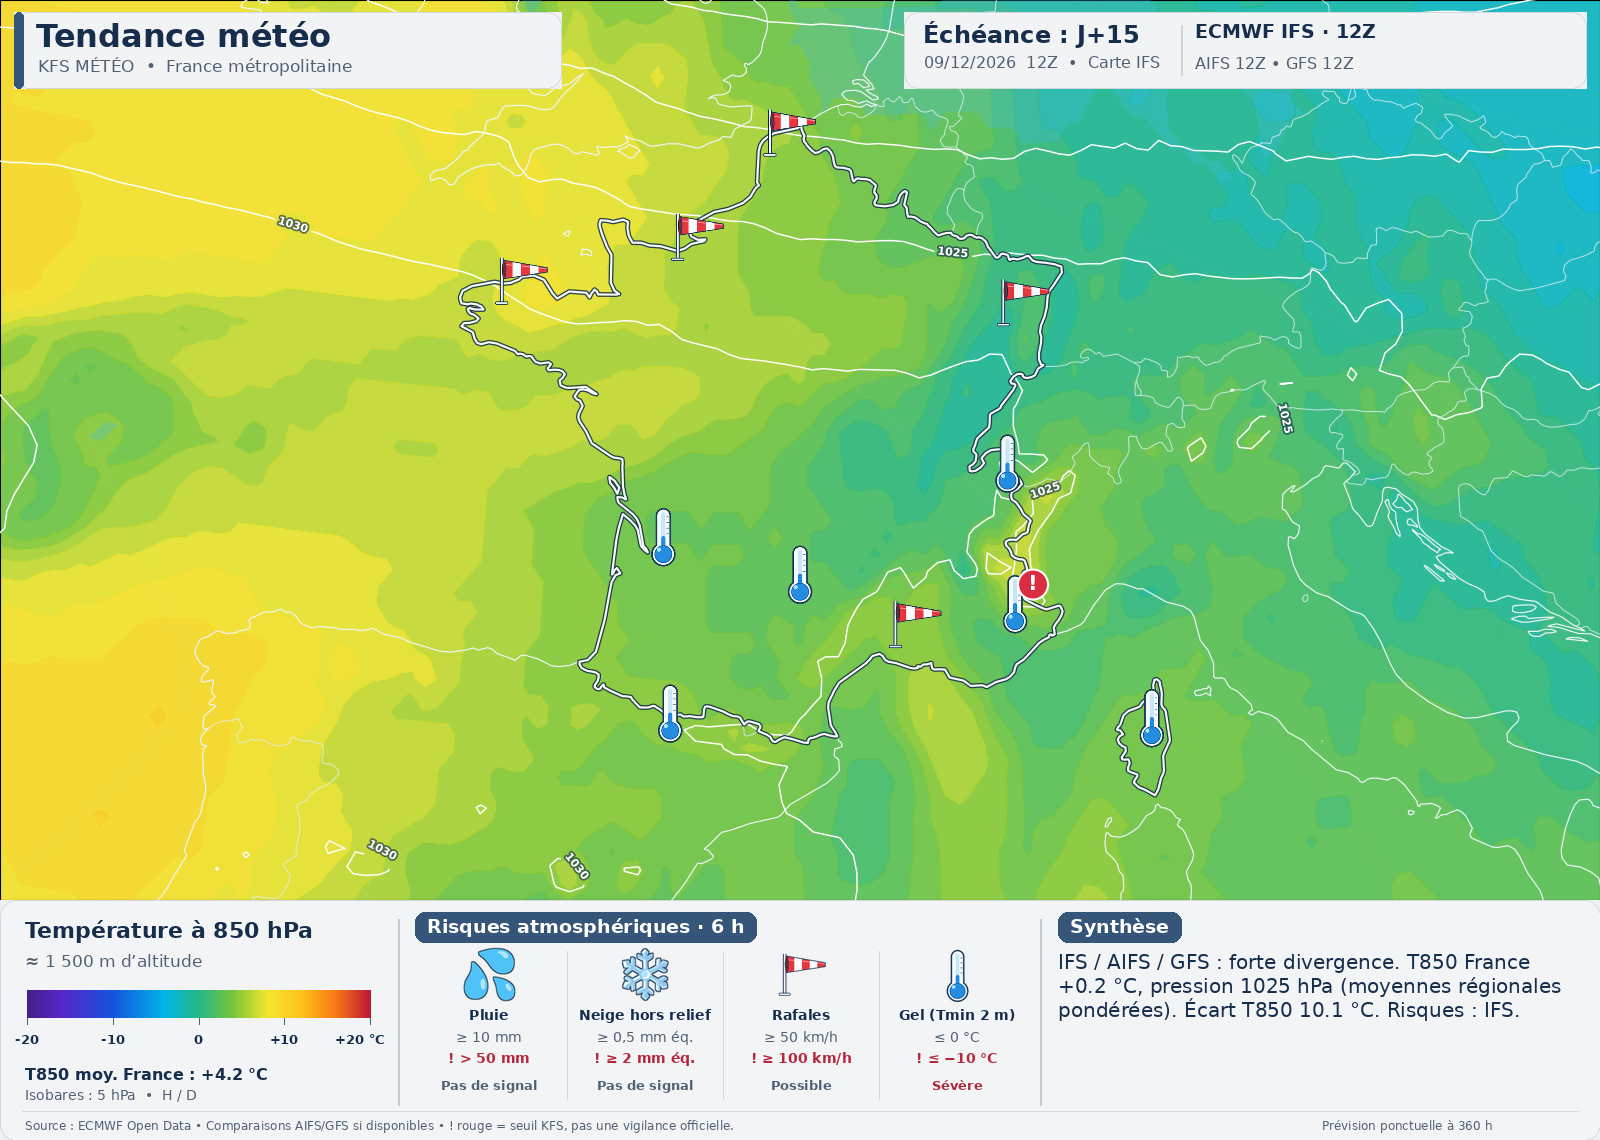 Tendance météo
KFS MÉTÉO • France métropolitaine
Échéance : J+15
09/12/2026 12Z • Carte IFS
ECMWF IFS · 12Z
AIFS 12Z • GFS 12Z
1030
1025
1025
1025
!
1030
1030
Température à 850 hPa
≈ 1 500 m d’altitude
-20 -10 0 +10 +20 °C
T850 moy. France : +4.2 °C
Isobares : 5 hPa • H / D
Risques atmosphériques · 6 h
Pluie
≥ 10 mm
! > 50 mm
Pas de signal
Neige hors relief
≥ 0,5 mm éq.
! ≥ 2 mm éq.
Pas de signal
Rafales
≥ 50 km/h
! ≥ 100 km/h
Possible
Gel (Tmin 2 m)
≤ 0 °C
! ≤ −10 °C
Sévère
Synthèse
IFS / AIFS / GFS : forte divergence. T850 France
+0.2 °C, pression 1025 hPa (moyennes régionales
pondérées). Écart T850 10.1 °C. Risques : IFS.
Source : ECMWF Open Data • Comparaisons AIFS/GFS si disponibles • ! rouge = seuil KFS, pas une vigilance officielle.
Prévision ponctuelle à 360 h